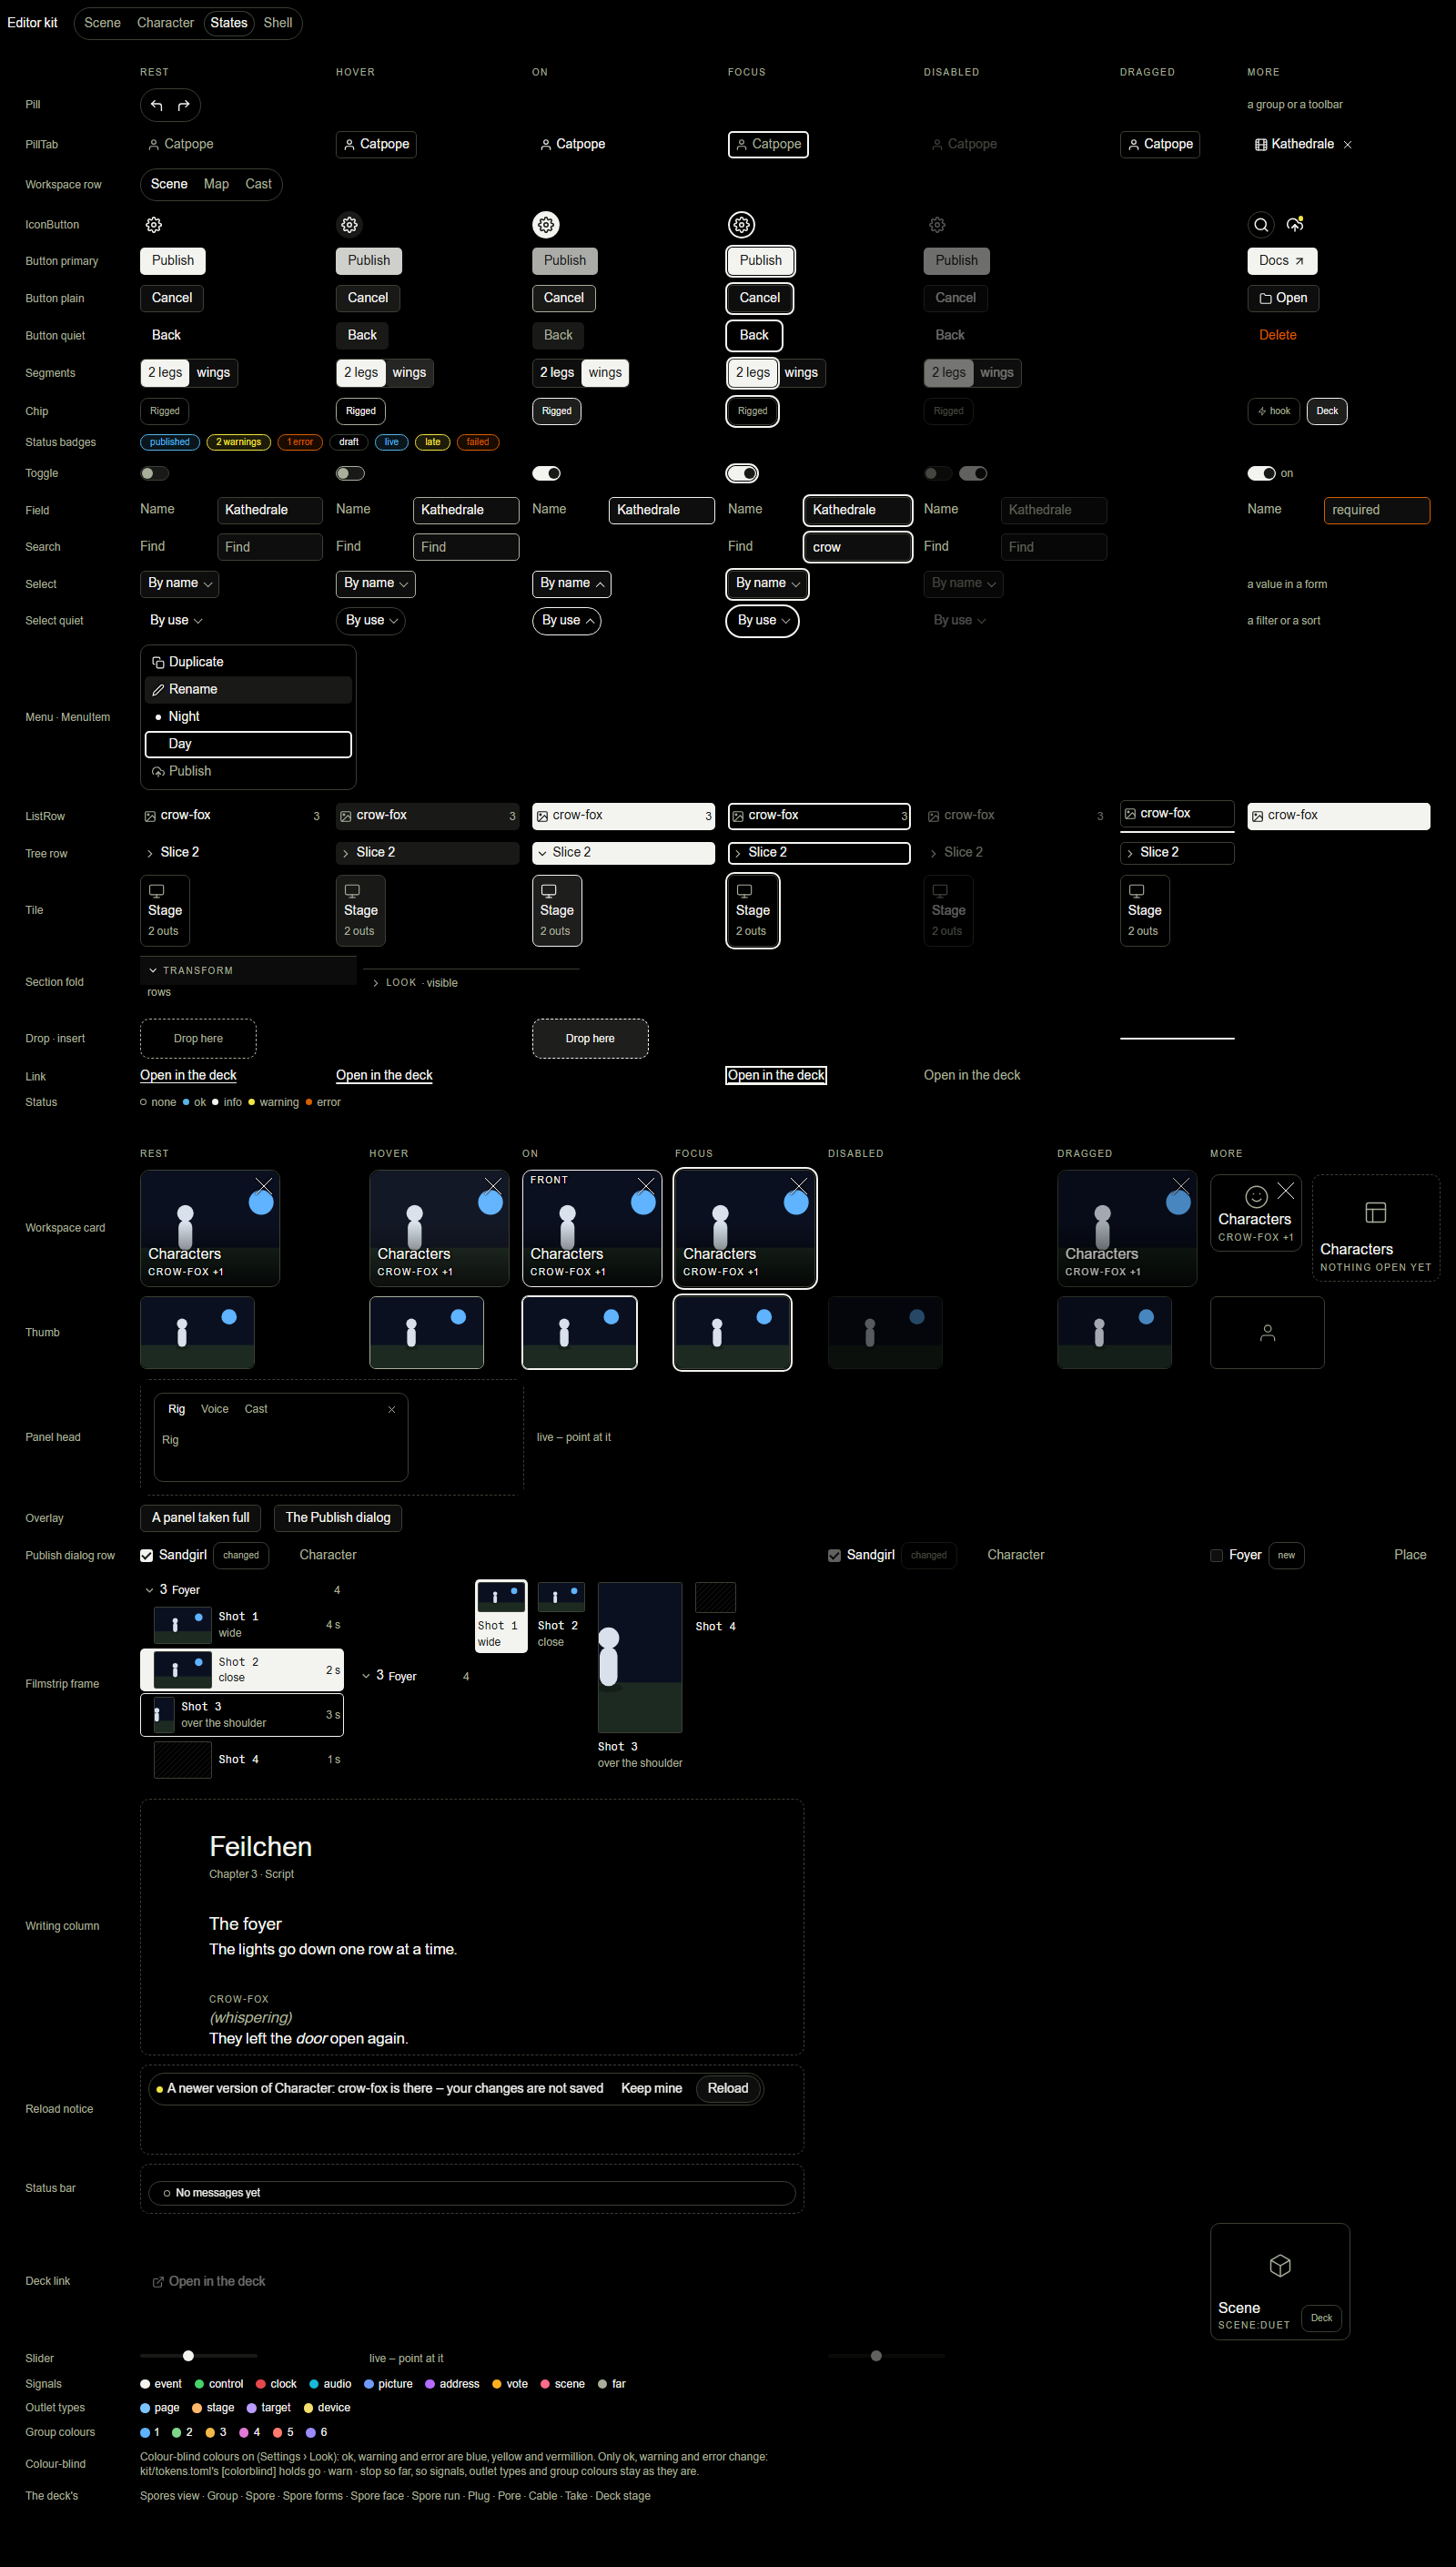 Editor kit Scene Character States Shell
REST HOVER ON FOCUS DISABLED DRAGGED MORE
Pill a group or a toolbar
PillTab Catpope Catpope Catpope Catpope Catpope Catpope Kathedrale
Workspace row Scene Map Cast
IconButton
Button primary Publish Publish Publish Publish Publish Docs
Button plain Cancel Cancel Cancel Cancel Cancel Open
Button quiet Back Back Back Back Back Delete
Segments 2 legs wings 2 legs wings 2 legs wings 2 legs wings 2 legs wings
Chip Rigged Rigged Rigged Rigged Rigged hook Deck
Status badges published 2 warnings 1 error draft live late failed
Toggle on
Field Name Kathedrale Name Kathedrale Name Kathedrale Name Kathedrale Name Kathedrale Name required
Search Find Find Find Find Find crow Find Find
Select By name By name By name By name By name a value in a form
Select quiet By use By use By use By use By use a filter or a sort
Menu · MenuItem
Duplicate
Rename
Night
Day
Publish
ListRow crow-fox 3 crow-fox 3 crow-fox 3 crow-fox 3 crow-fox 3 crow-fox crow-fox
Tree row Slice 2 Slice 2 Slice 2 Slice 2 Slice 2 Slice 2
Tile Stage Stage Stage Stage Stage Stage
2 outs 2 outs 2 outs 2 outs 2 outs 2 outs
Section fold TRANSFORM LOOK · visible
rows
Drop · insert Drop here Drop here
Link Open in the deck Open in the deck Open in the deck Open in the deck
Status none ok info warning error
REST HOVER ON FOCUS DISABLED DRAGGED MORE
FRONT
Workspace card Characters Characters Characters Characters Characters Characters Characters
CROW-FOX +1 CROW-FOX +1 CROW-FOX +1 CROW-FOX +1 CROW-FOX +1 CROW-FOX +1 NOTHING OPEN YET
Thumb
Panel head Rig Voice Cast live – point at it
Rig
Overlay A panel taken full The Publish dialog
Publish dialog row Sandgirl changed Character Sandgirl changed Character Foyer new Place
Filmstrip frame
3 Foyer 4
Shot 1 4 s
wide
Shot 2 2 s
close
Shot 3 3 s
over the shoulder
Shot 4 1 s
3 Foyer 4
Shot 1
wide
Shot 2
close
Shot 3
over the shoulder
Shot 4
Writing column
Feilchen
Chapter 3 · Script
The foyer
The lights go down one row at a time.
CROW-FOX
(whispering)
They left the door open again.
Reload notice A newer version of Character: crow-fox is there – your changes are not saved Keep mine Reload
Status bar No messages yet
Deck link Open in the deck
Scene
SCENE:DUET Deck
Slider live – point at it
Signals event control clock audio picture address vote scene far
Outlet types page stage target device
Group colours 1 2 3 4 5 6
Colour-blind Colour-blind colours on (Settings › Look): ok, warning and error are blue, yellow and vermillion. Only ok, warning and error change:
kit/tokens.toml's [colorblind] holds go · warn · stop so far, so signals, outlet types and group colours stay as they are.
The deck's Spores view · Group · Spore · Spore forms · Spore face · Spore run · Plug · Pore · Cable · Take · Deck stage